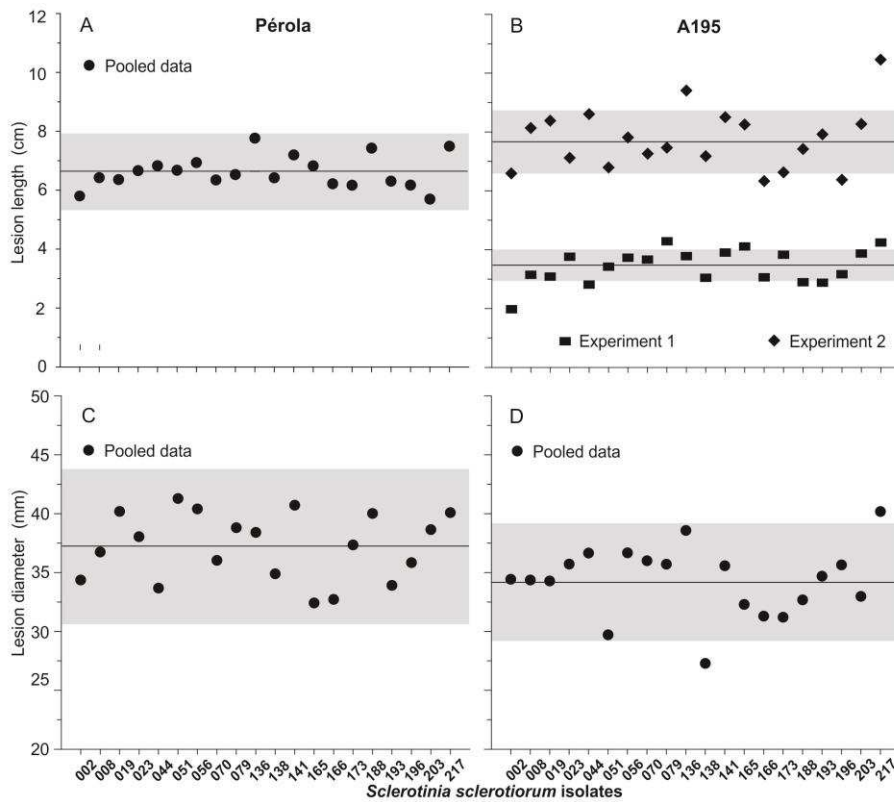 Pérola
A195
A
B
Pooled data
12
10
8
6
4
2
0
Lesion length (cm)
Experiment 1
Experiment 2
C
D
Pooled data
Pooled data
50
45
40
35
30
25
20
Lesion diameter (mm)
002 008 019 023 044 051 056 070 079 136 138 141 165 166 173 188 193 196 203 217
002 008 019 023 044 051 056 070 079 136 139 141 165 166 173 188 193 196 203 217
Sclerotinia sclerotiorum isolates